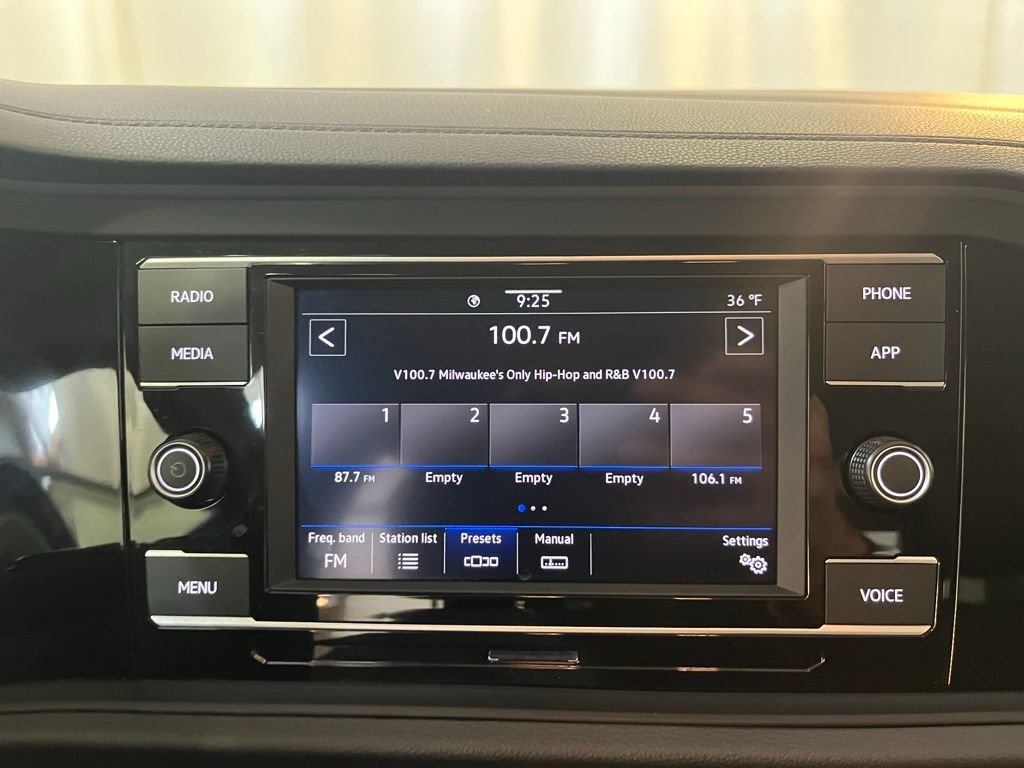 RADIO
MEDIA
MENU
9:25
36 °F
<
100.7 FM
>
V100.7 Milwaukee's Only Hip-Hop and R&B V100.7
1
2
3
4
5
87.7 FM
Empty
Empty
Empty
106.1 FM
Freq. band
FM
Station list
Presets
Manual
Settings
PHONE
APP
VOICE